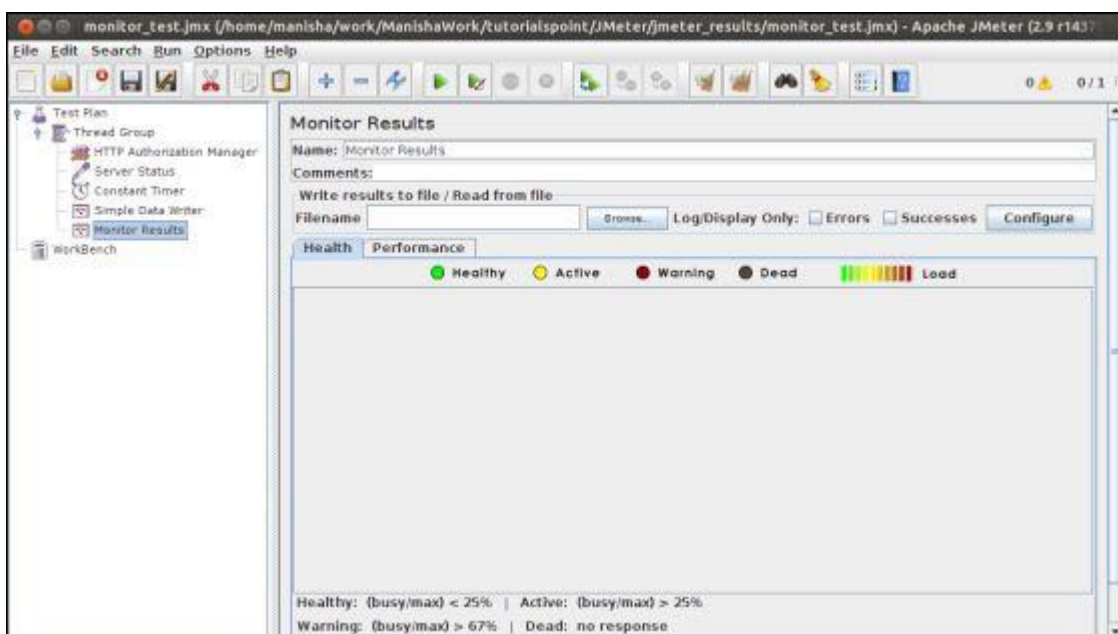 monitor_test.jmx (/home/manisha/work/ManishaWork/tutorialspoint/JMeter/jmeter_results/monitor_test.jmx) - Apache JMeter (2.9 r1437
File Edit Search Run Options Help
0 0/1
Test Plan
Thread Group
HTTP Authorization Manager
Server Status
Constant Timer
Simple Data Writer
Monitor Results
WorkBench
Monitor Results
Name: Monitor Results
Comments:
Write results to file / Read from file
Filename Browse... Log/Display Only: Errors Successes Configure
Health Performance
Healthy Active Warning Dead Load
Healthy: (busy/max) < 25% | Active: (busy/max) > 25%
Warning: (busy/max) > 67% | Dead: no response